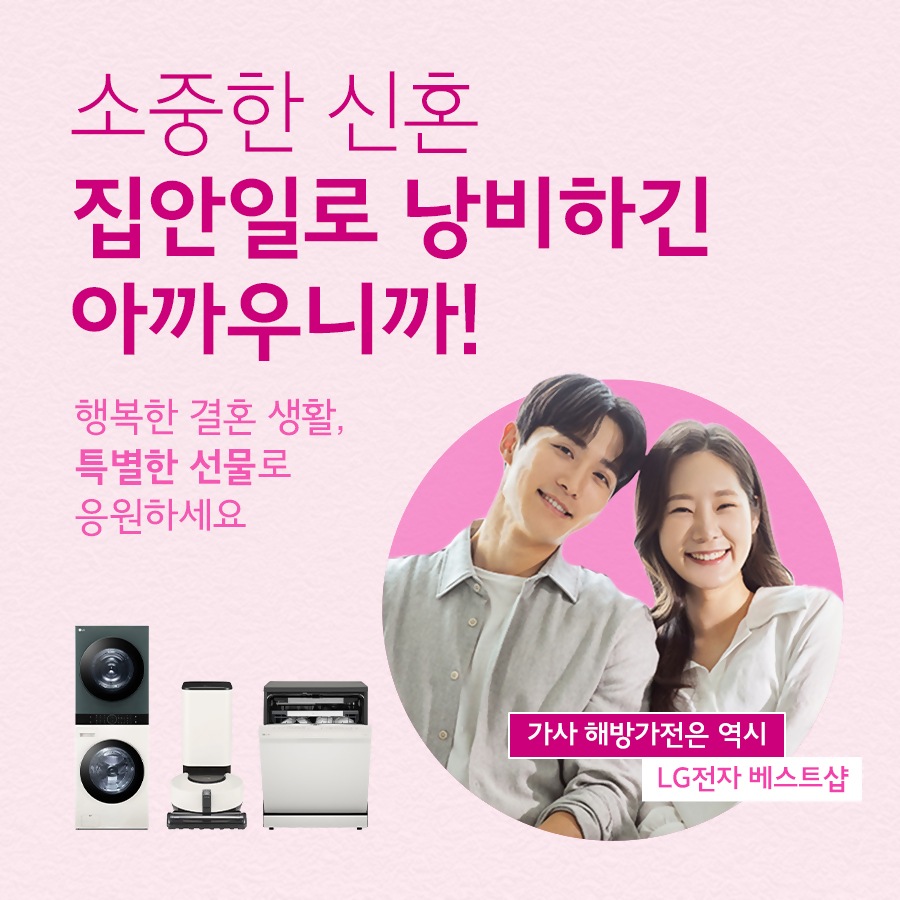 소중한 신혼
집안일로 낭비하긴
아까우니까!
행복한 결혼 생활,
특별한 선물로
응원하세요
가사 해방가전은 역시
LG전자 베스트샵